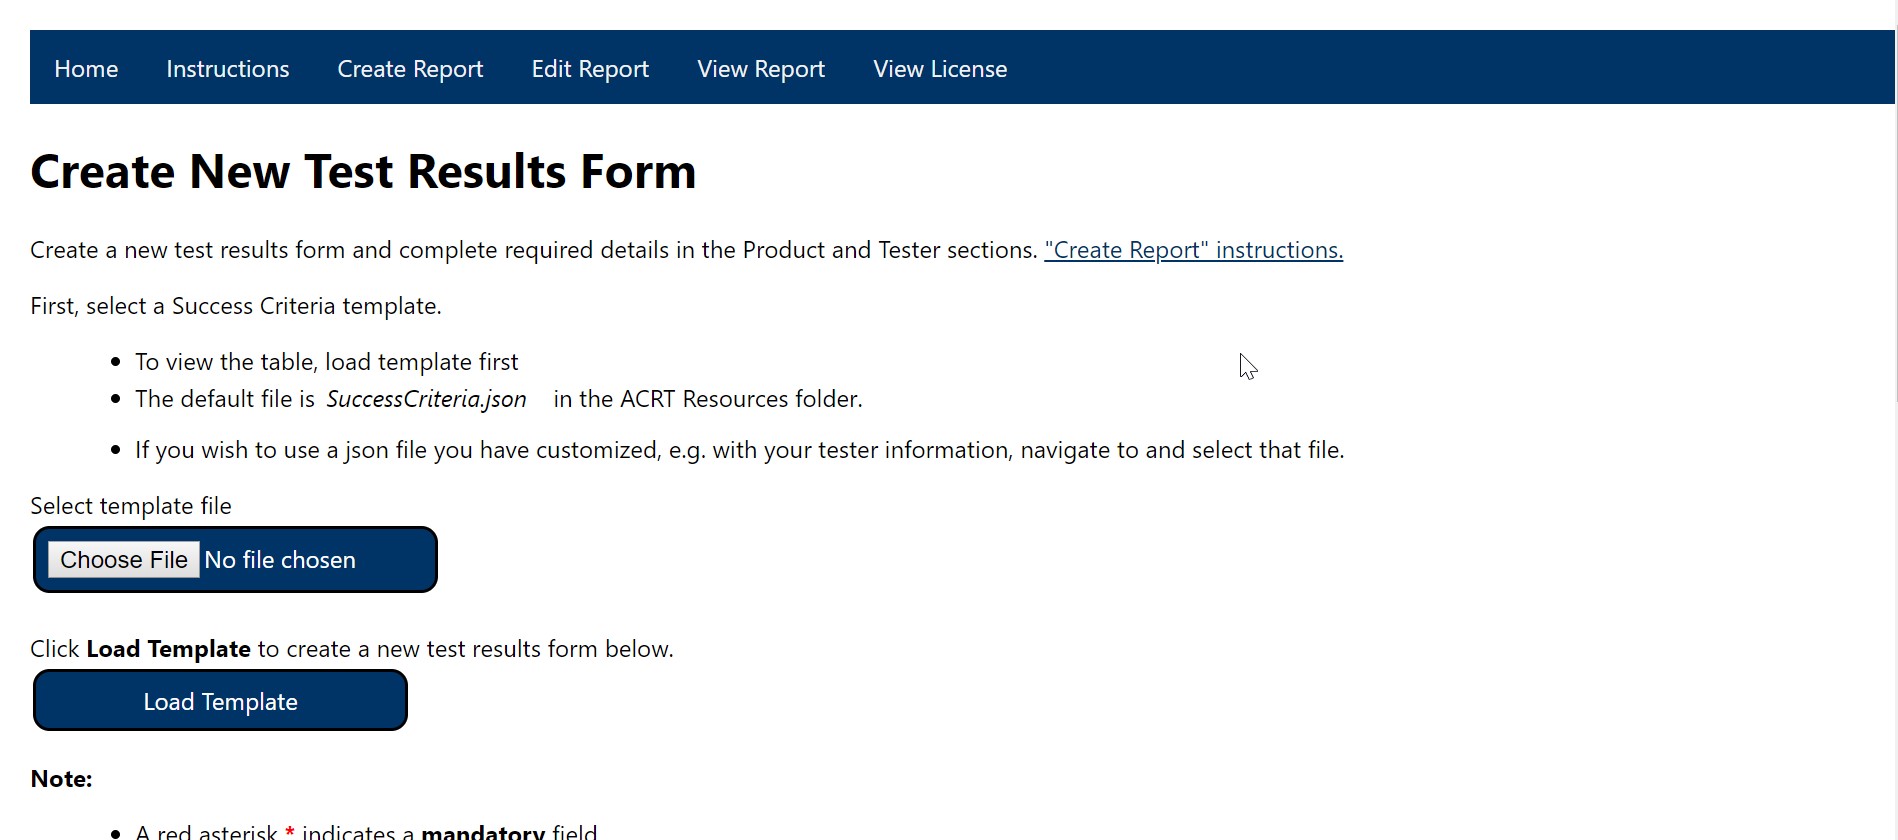 Home Instructions Create Report Edit Report View Report View License
Create New Test Results Form
Create a new test results form and complete required details in the Product and Tester sections. "Create Report" instructions.
First, select a Success Criteria template.
• To view the table, load template first
• The default file is SuccessCriteria.json in the ACRT Resources folder.
• If you wish to use a json file you have customized, e.g. with your tester information, navigate to and select that file.
Select template file
Choose File No file chosen
Click Load Template to create a new test results form below.
Load Template
Note:
• A red asterisk * indicates a mandatory field